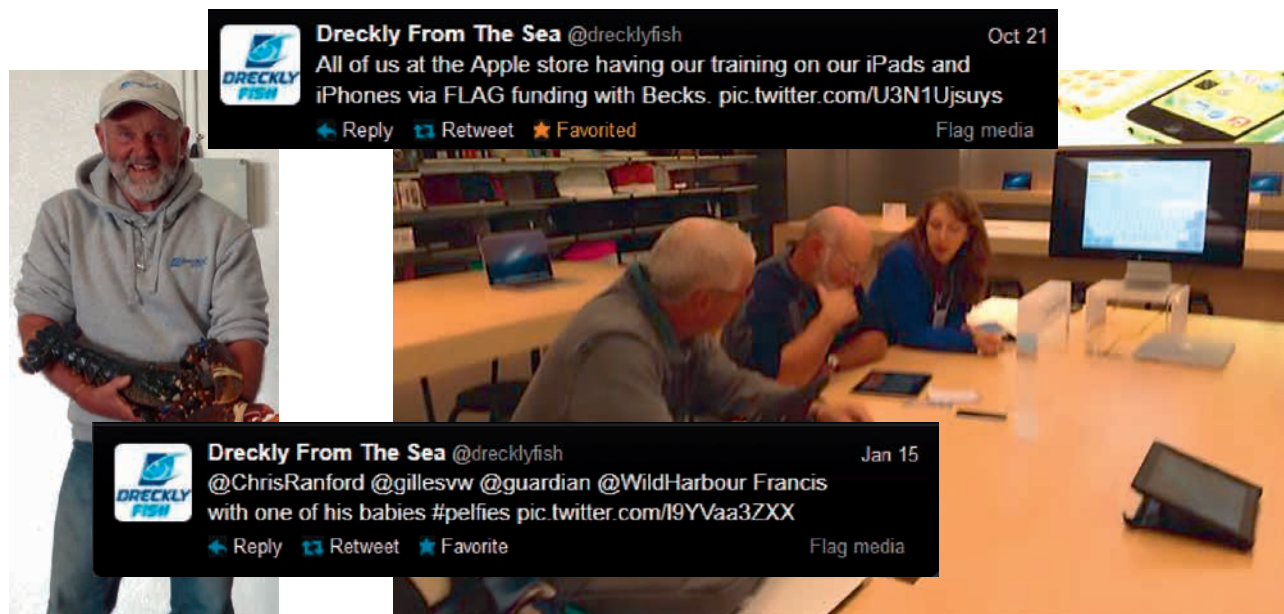 Dreckly From The Sea @drecklyfish Oct 21
All of us at the Apple store having our training on our iPads and
iPhones via FLAG funding with Becks. pic.twitter.com/U3N1Ujsuys
Reply Retweet Favorited Flag media
DRECKLY
FISH
Dreckly From The Sea @drecklyfish Jan 15
@ChrisRanford @gillesvw @guardian @WildHarbour Francis
with one of his babies #pelfies pic.twitter.com/I9YVaa3ZXX
Reply Retweet Favorite Flag media
DRECKLY
FISH